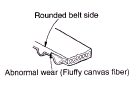 Rounded belt side
Abnormal wear (Fluffy canvas fiber)